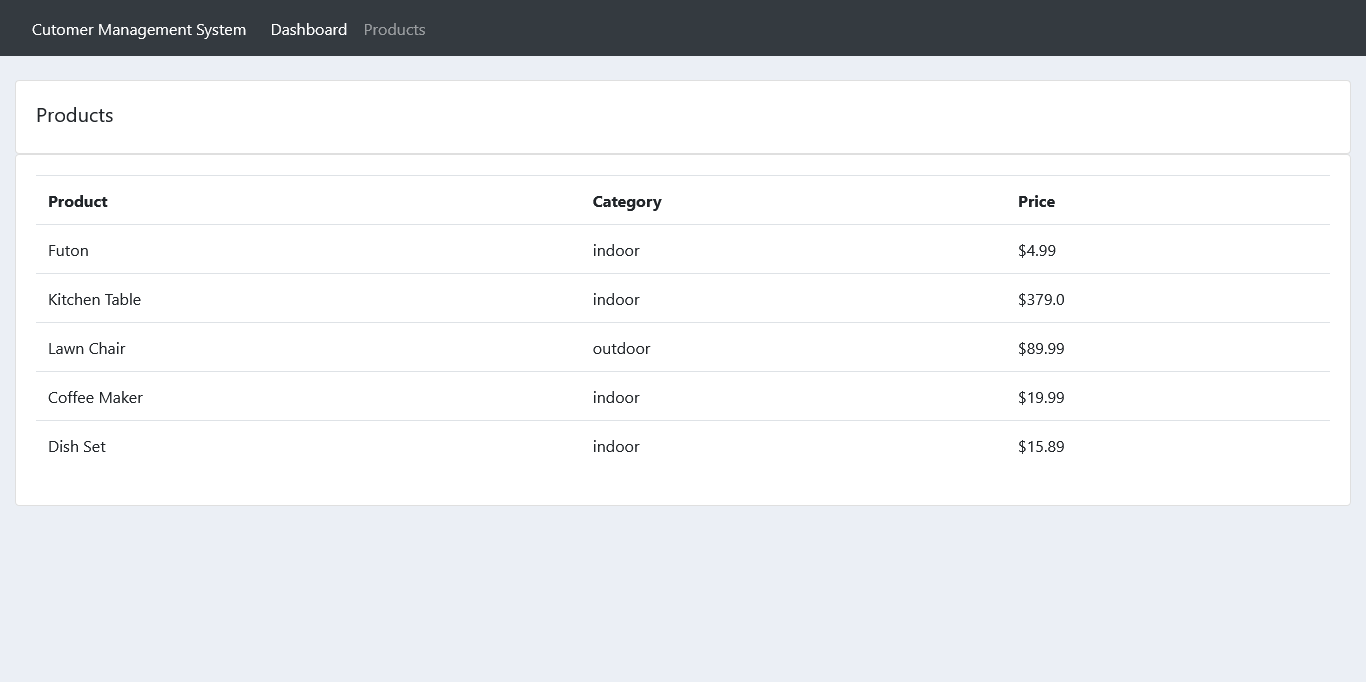 Cutomer Management System Dashboard Products
Products
Product Category Price
Futon indoor $4.99
Kitchen Table indoor $379.0
Lawn Chair outdoor $89.99
Coffee Maker indoor $19.99
Dish Set indoor $15.89